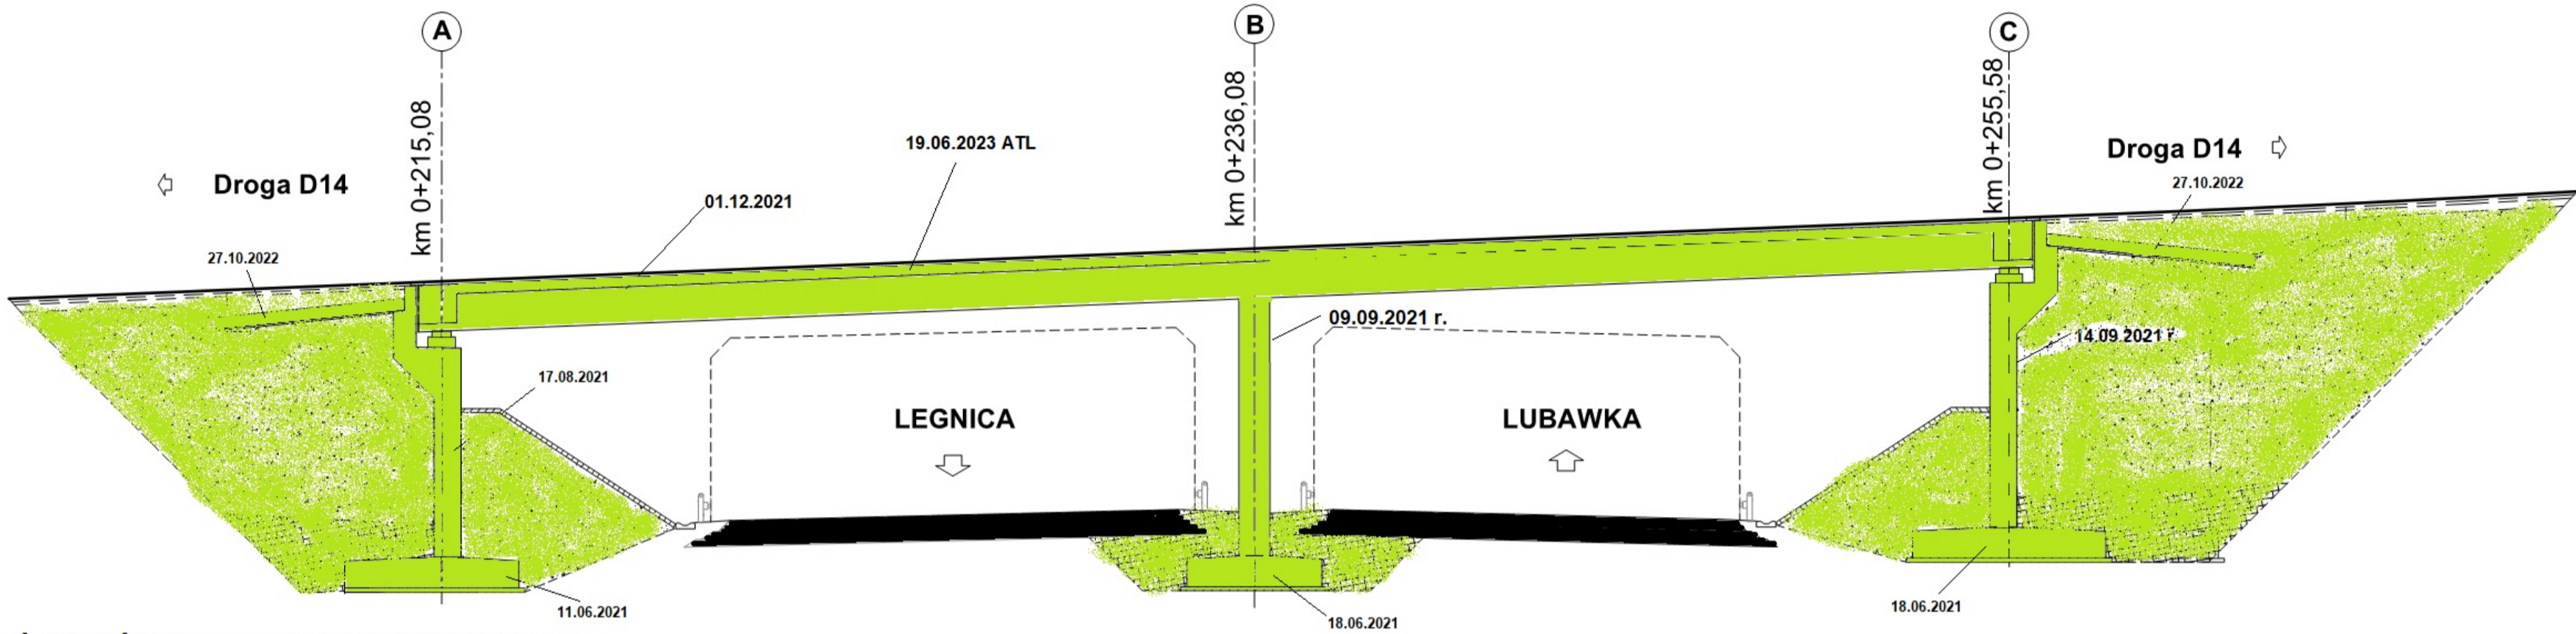 A
B
C
km 0+215,08
km 0+236,08
km 0+255,58
19.06.2023 ATL
Droga D14
Droga D14
27.10.2022
01.12.2021
27.10.2022
09.09.2021 r.
14.09.2021 r.
17.08.2021
LEGNICA
LUBAWKA
11.06.2021
18.06.2021
18.06.2021